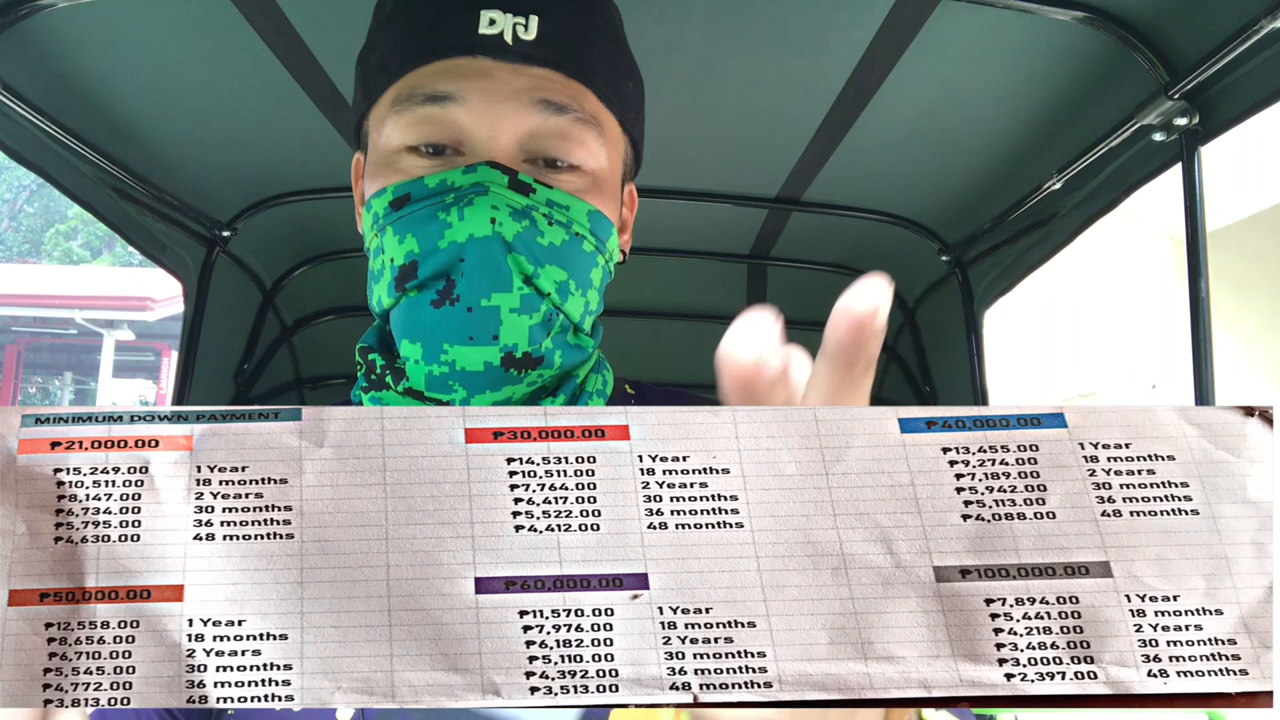 DrJ
MINIMUM DOWN PAYMENT
₱21,000.00
₱15,249.00 1 Year
₱10,511.00 18 months
₱8,147.00 2 Years
₱6,734.00 30 months
₱5,795.00 36 months
₱4,630.00 48 months
₱30,000.00
₱14,531.00 1 Year
₱10,511.00 18 months
₱7,764.00 2 Years
₱6,417.00 30 months
₱5,522.00 36 months
₱4,412.00 48 months
₱40,000.00
₱13,455.00 1 Year
₱9,274.00 18 months
₱7,189.00 2 Years
₱5,942.00 30 months
₱5,113.00 36 months
₱4,088.00 48 months
₱50,000.00
₱12,558.00 1 Year
₱8,656.00 18 months
₱6,710.00 2 Years
₱5,545.00 30 months
₱4,772.00 36 months
₱3,813.00 48 months
₱60,000.00
₱11,570.00 1 Year
₱7,976.00 18 months
₱6,182.00 2 Years
₱5,110.00 30 months
₱4,392.00 36 months
₱3,513.00 48 months
₱100,000.00
₱7,894.00 1 Year
₱5,441.00 18 months
₱4,218.00 2 Years
₱3,486.00 30 months
₱3,000.00 36 months
₱2,397.00 48 months